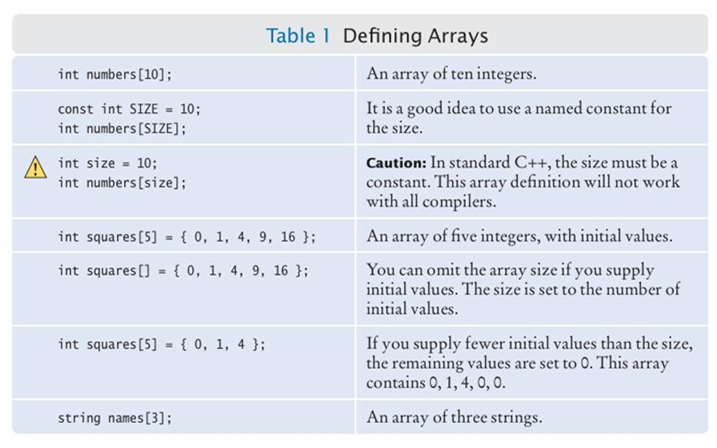 Table 1 Defining Arrays
int numbers[10];
An array of ten integers.
const int SIZE = 10;
int numbers[SIZE];
It is a good idea to use a named constant for
the size.
int size = 10;
int numbers[size];
Caution: In standard C++, the size must be a
constant. This array definition will not work
with all compilers.
int squares[5] = { 0, 1, 4, 9, 16 };
An array of five integers, with initial values.
int squares[] = { 0, 1, 4, 9, 16 };
You can omit the array size if you supply
initial values. The size is set to the number of
initial values.
int squares[5] = { 0, 1, 4 };
If you supply fewer initial values than the size,
the remaining values are set to 0. This array
contains 0, 1, 4, 0, 0.
string names[3];
An array of three strings.